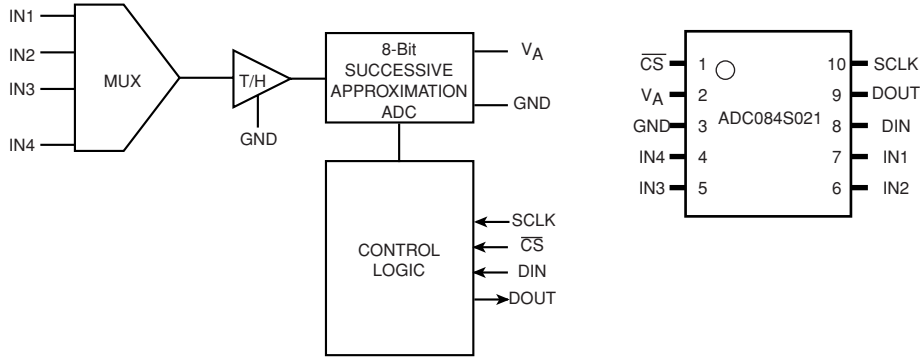 IN1
IN2
IN3
IN4
MUX
T/H
GND
8-Bit
SUCCESSIVE
APPROXIMATION
ADC
VA
GND
CONTROL
LOGIC
SCLK
CS
DIN
DOUT
CS 1 10 SCLK
VA 2 9 DOUT
GND 3 ADC084S021 8 DIN
IN4 4 7 IN1
IN3 5 6 IN2